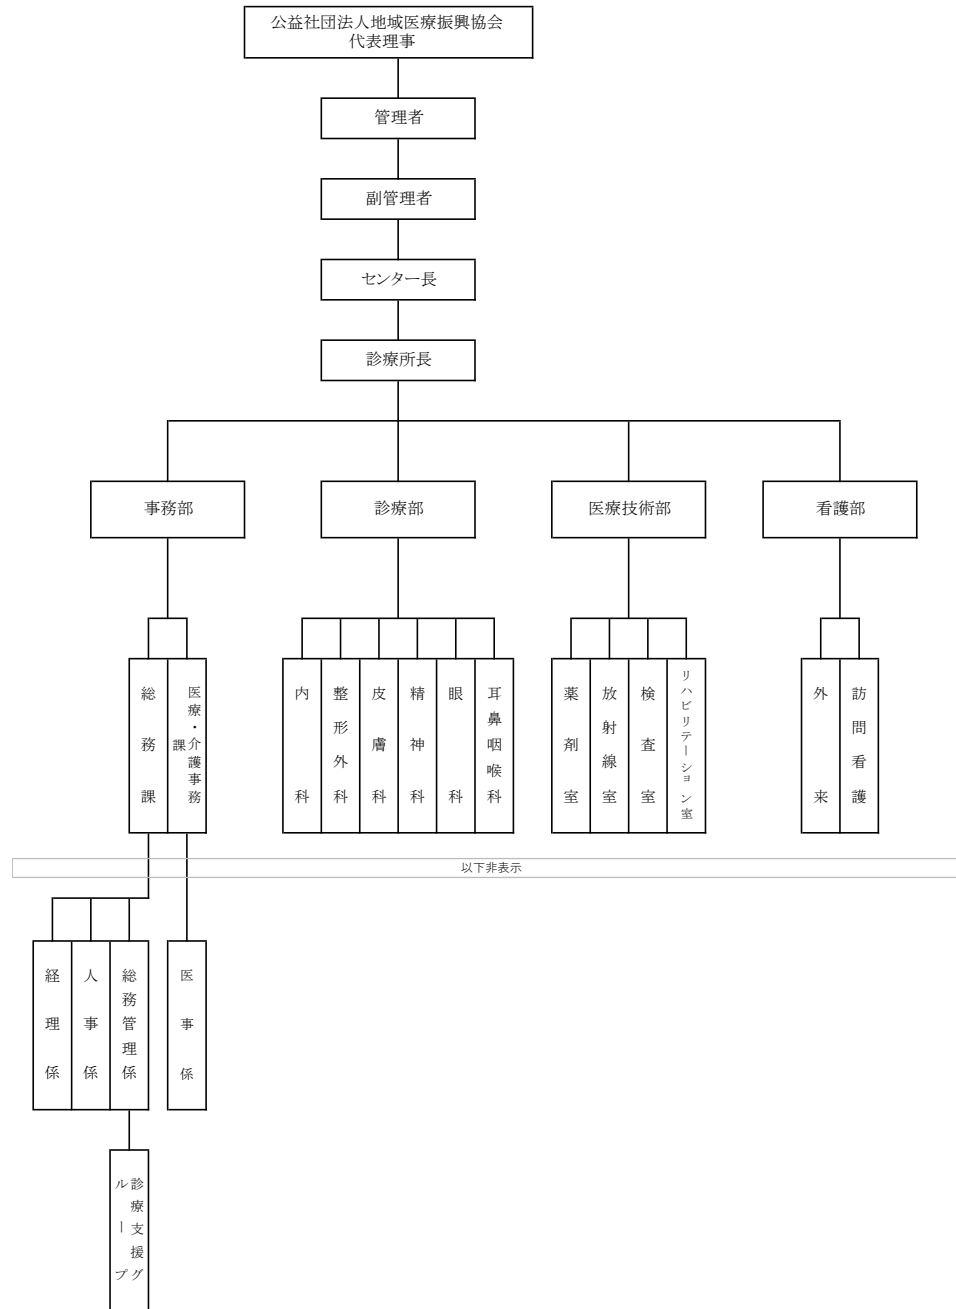 公益社団法人地域医療振興協会
代表理事
管理者
副管理者
センター長
診療所長
事務部
診療部
医療技術部
看護部
総務課
医療・介護事務
課
内科
整形外科
皮膚科
精神科
眼科
耳鼻咽喉科
薬剤室
放射線室
検査室
リハビリテーション室
外来
訪問看護
以下非表示
経理係
人事係
総務管理係
医事係
診療支援グ
ループ